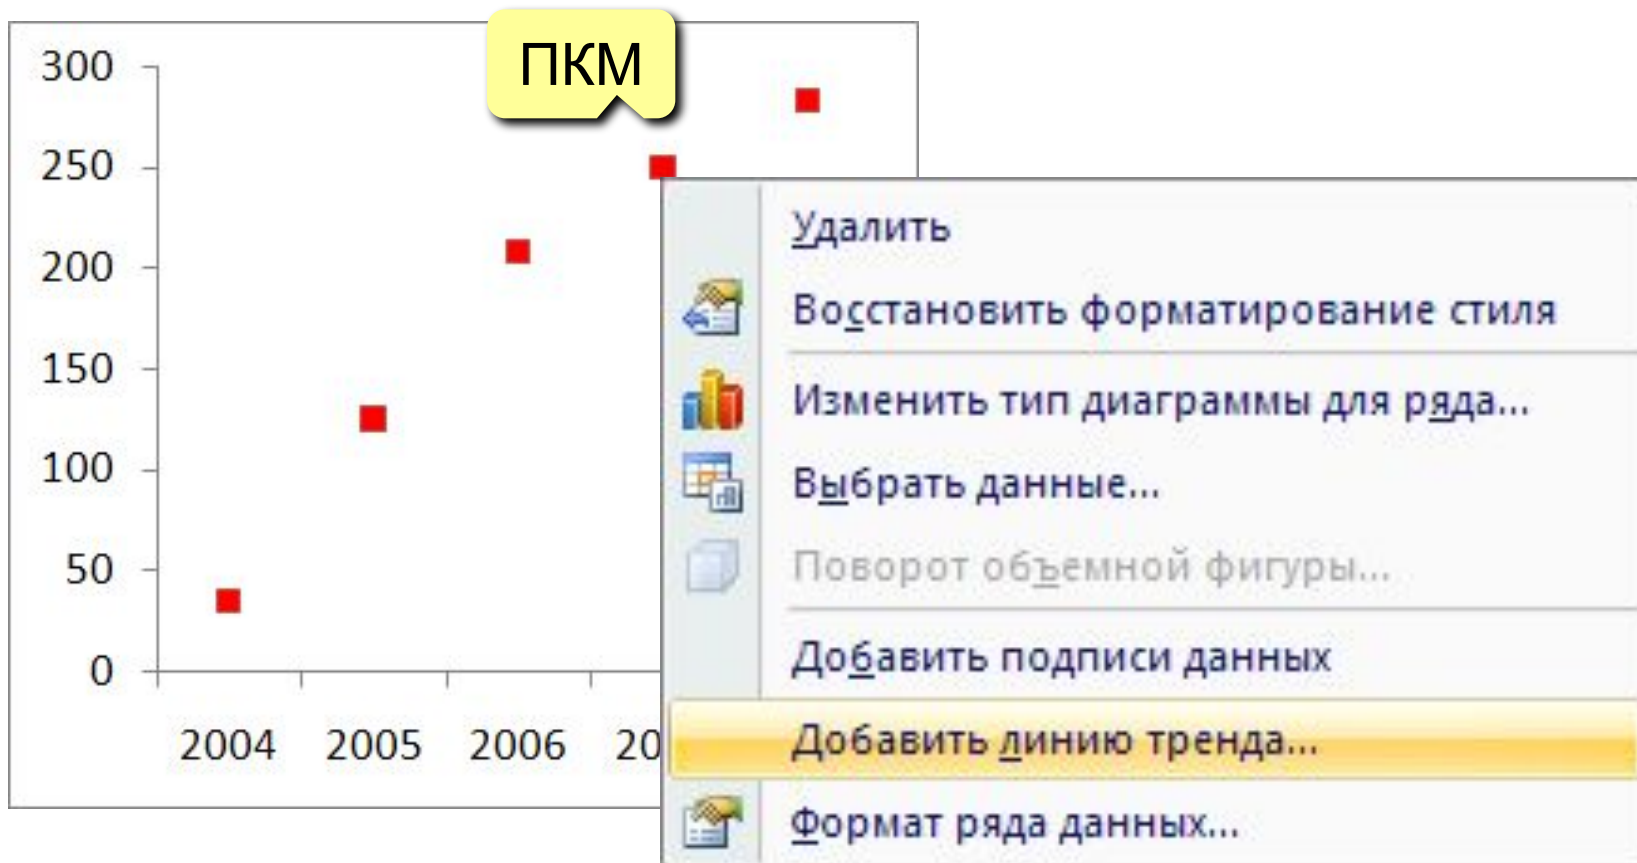 ПКМ
300
250
200
150
100
50
0
2004 2005 2006 20
Удалить
Восстановить форматирование стиля
Изменить тип диаграммы для ряда...
Выбрать данные...
Поворот объемной фигуры...
Добавить подписи данных
Добавить линию тренда...
Формат ряда данных...